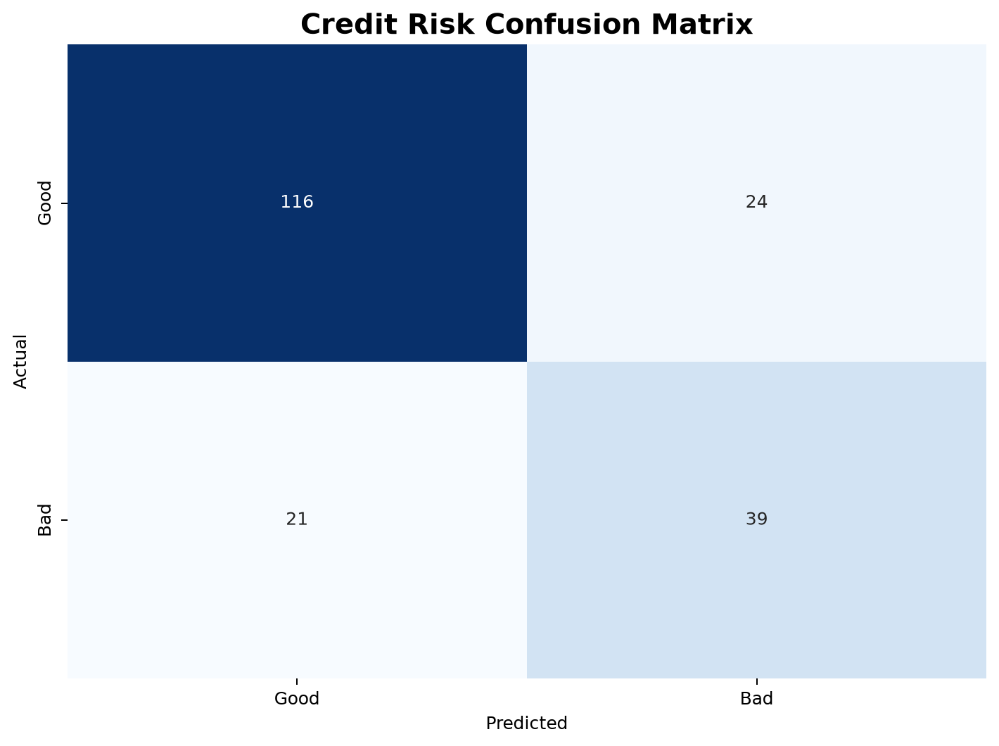 Credit Risk Confusion Matrix
Actual
Good
116
24
Bad
21
39
Good
Bad
Predicted